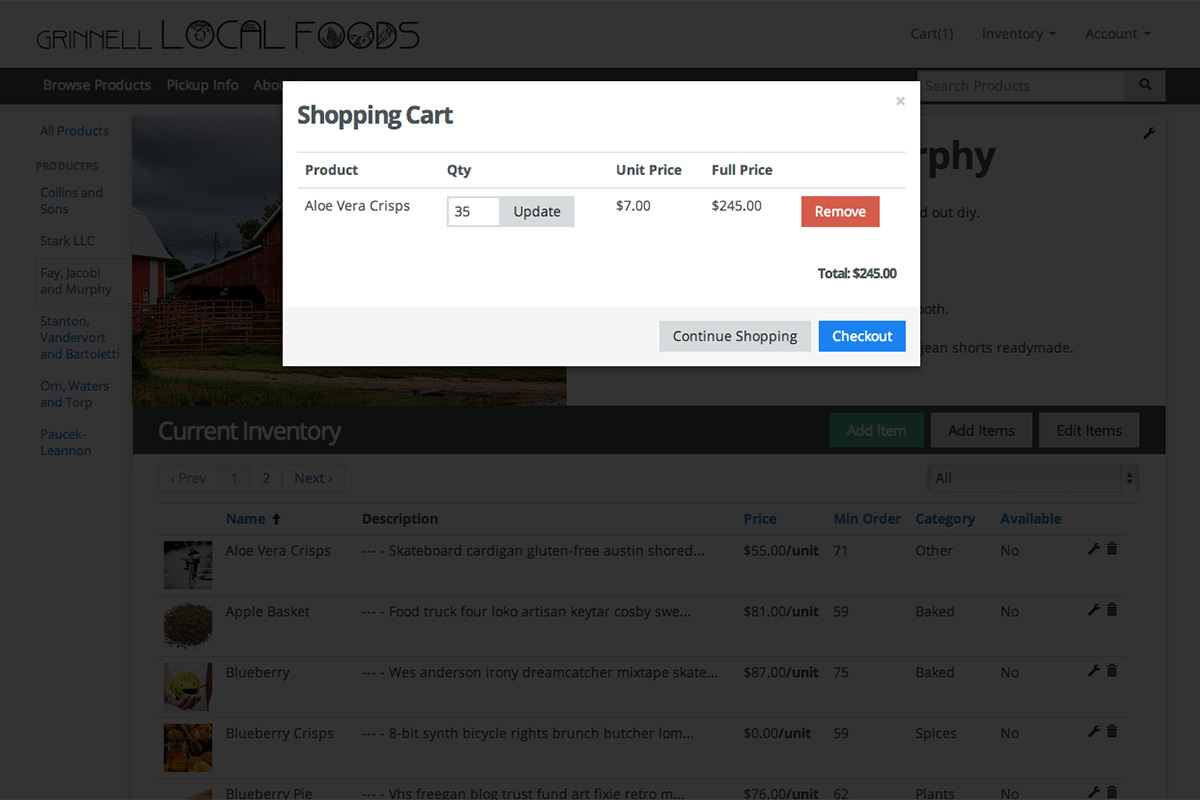 GRINNELL LOCAL FOODS
Cart(1) Inventory Account
Browse Products Pickup Info Abou
Search Products
Shopping Cart
×
Product Qty Unit Price Full Price
Aloe Vera Crisps 35 Update $7.00 $245.00 Remove
Total: $245.00
Continue Shopping Checkout
All Products
PRODUCERS
Collins and
Sons
Stark LLC
Fay, Jacobi
and Murphy
Stanton,
Vandervort
and Bartoletti
Orn, Waters
and Torp
Paucek-
Leannon
rphy
d out diy.
ooth.
jean shorts readymade.
Current Inventory Add Item Add Items Edit Items
‹ Prev 1 2 Next › All
Name Description Price Min Order Category Available
Aloe Vera Crisps --- - Skateboard cardigan gluten-free austin shored... $55.00/unit 71 Other No
Apple Basket --- - Food truck four loko artisan keytar cosby swe... $81.00/unit 59 Baked No
Blueberry --- - Wes anderson irony dreamcatcher mixtape skate... $87.00/unit 75 Baked No
Blueberry Crisps --- - 8-bit synth bicycle rights brunch butcher lom... $0.00/unit 59 Spices No
Blueberry Pie --- - Vhs freegan blog trust fund art fixie retro m... $76.00/unit 62 Plants No